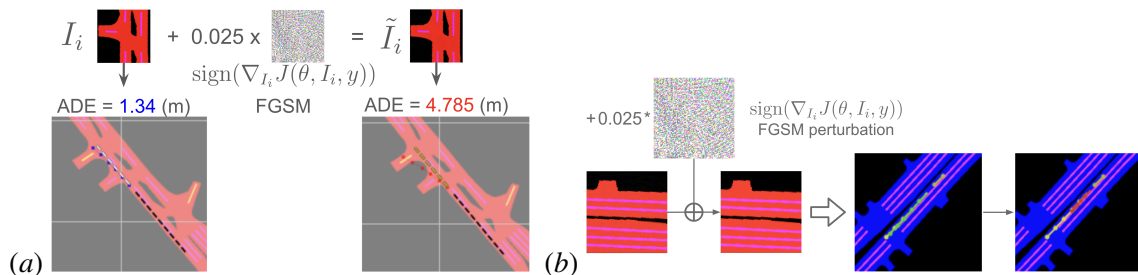 I_i + 0.025 x = Ĩ_i
sign(∇_{I_i} J(θ, I_i, y))
FGSM
ADE = 1.34 (m)
ADE = 4.785 (m)
(a)
+0.025*
sign(∇_{I_i} J(θ, I_i, y))
FGSM perturbation
(b)